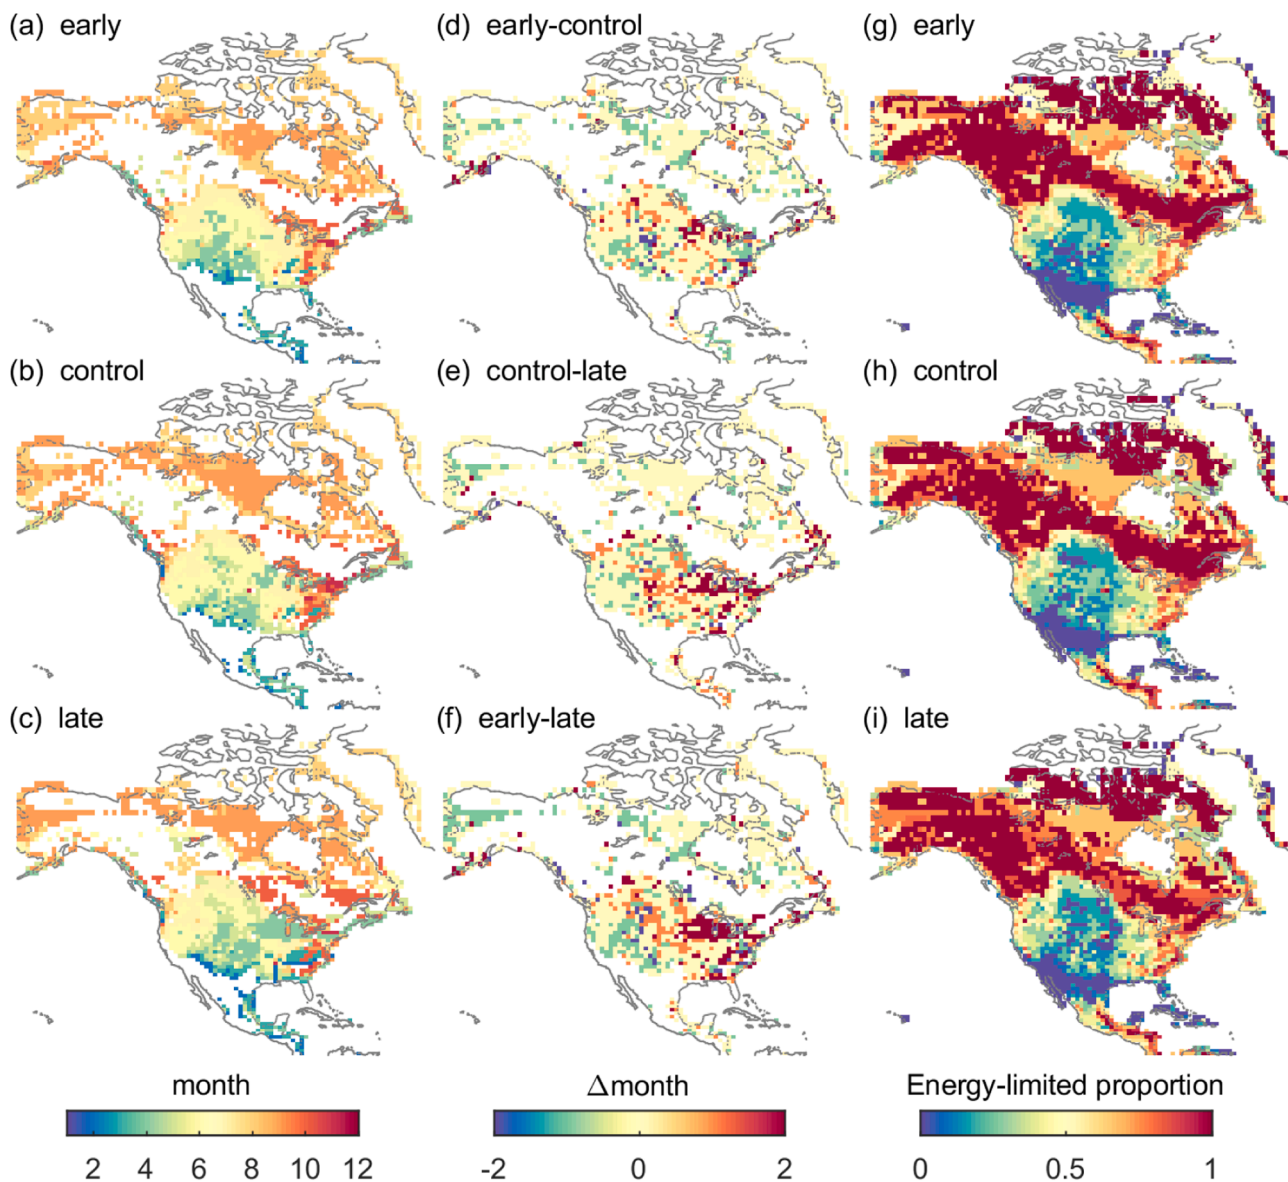 (a) early
(d) early-control
(g) early
(b) control
(e) control-late
(h) control
(c) late
(f) early-late
(i) late
month
Δmonth
Energy-limited proportion
2 4 6 8 10 12
-2 0 2
0 0.5 1